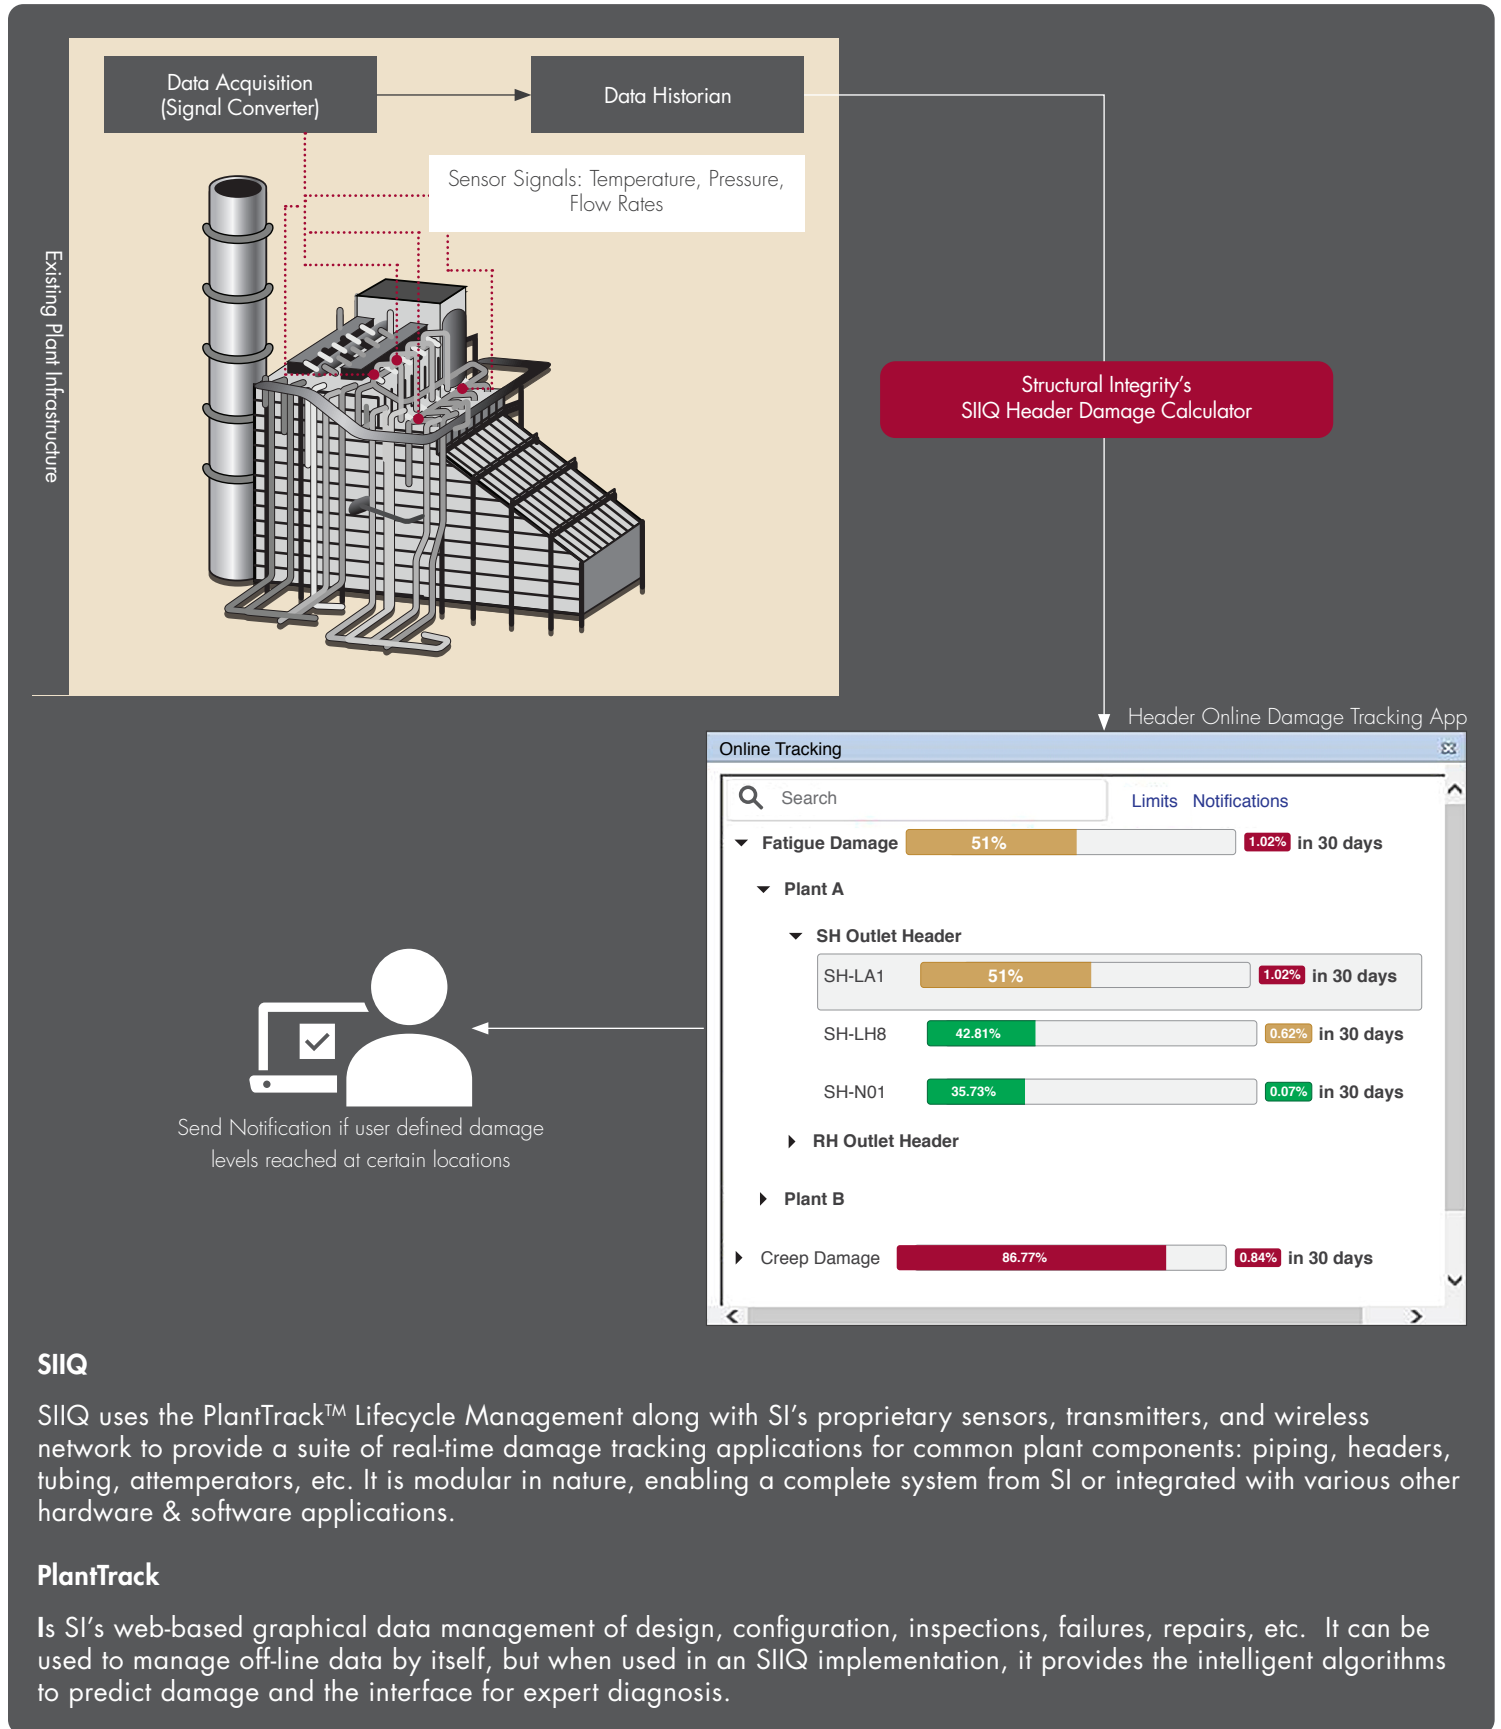 Data Acquisition
(Signal Converter)
Data Historian
Sensor Signals: Temperature, Pressure,
Flow Rates
Existing Plant Infrastructure
Structural Integrity's
SIIQ Header Damage Calculator
Header Online Damage Tracking App
Online Tracking
Search
Limits Notifications
Fatigue Damage 51% 1.02% in 30 days
Plant A
SH Outlet Header
SH-LA1 51% 1.02% in 30 days
SH-LH8 42.81% 0.62% in 30 days
SH-N01 35.73% 0.07% in 30 days
RH Outlet Header
Plant B
Creep Damage 86.77% 0.84% in 30 days
Send Notification if user defined damage
levels reached at certain locations
SIIQ
SIIQ uses the PlantTrack™ Lifecycle Management along with SI's proprietary sensors, transmitters, and wireless
network to provide a suite of real-time damage tracking applications for common plant components: piping, headers,
tubing, attemperators, etc. It is modular in nature, enabling a complete system from SI or integrated with various other
hardware & software applications.
PlantTrack
Is SI's web-based graphical data management of design, configuration, inspections, failures, repairs, etc. It can be
used to manage off-line data by itself, but when used in an SIIQ implementation, it provides the intelligent algorithms
to predict damage and the interface for expert diagnosis.